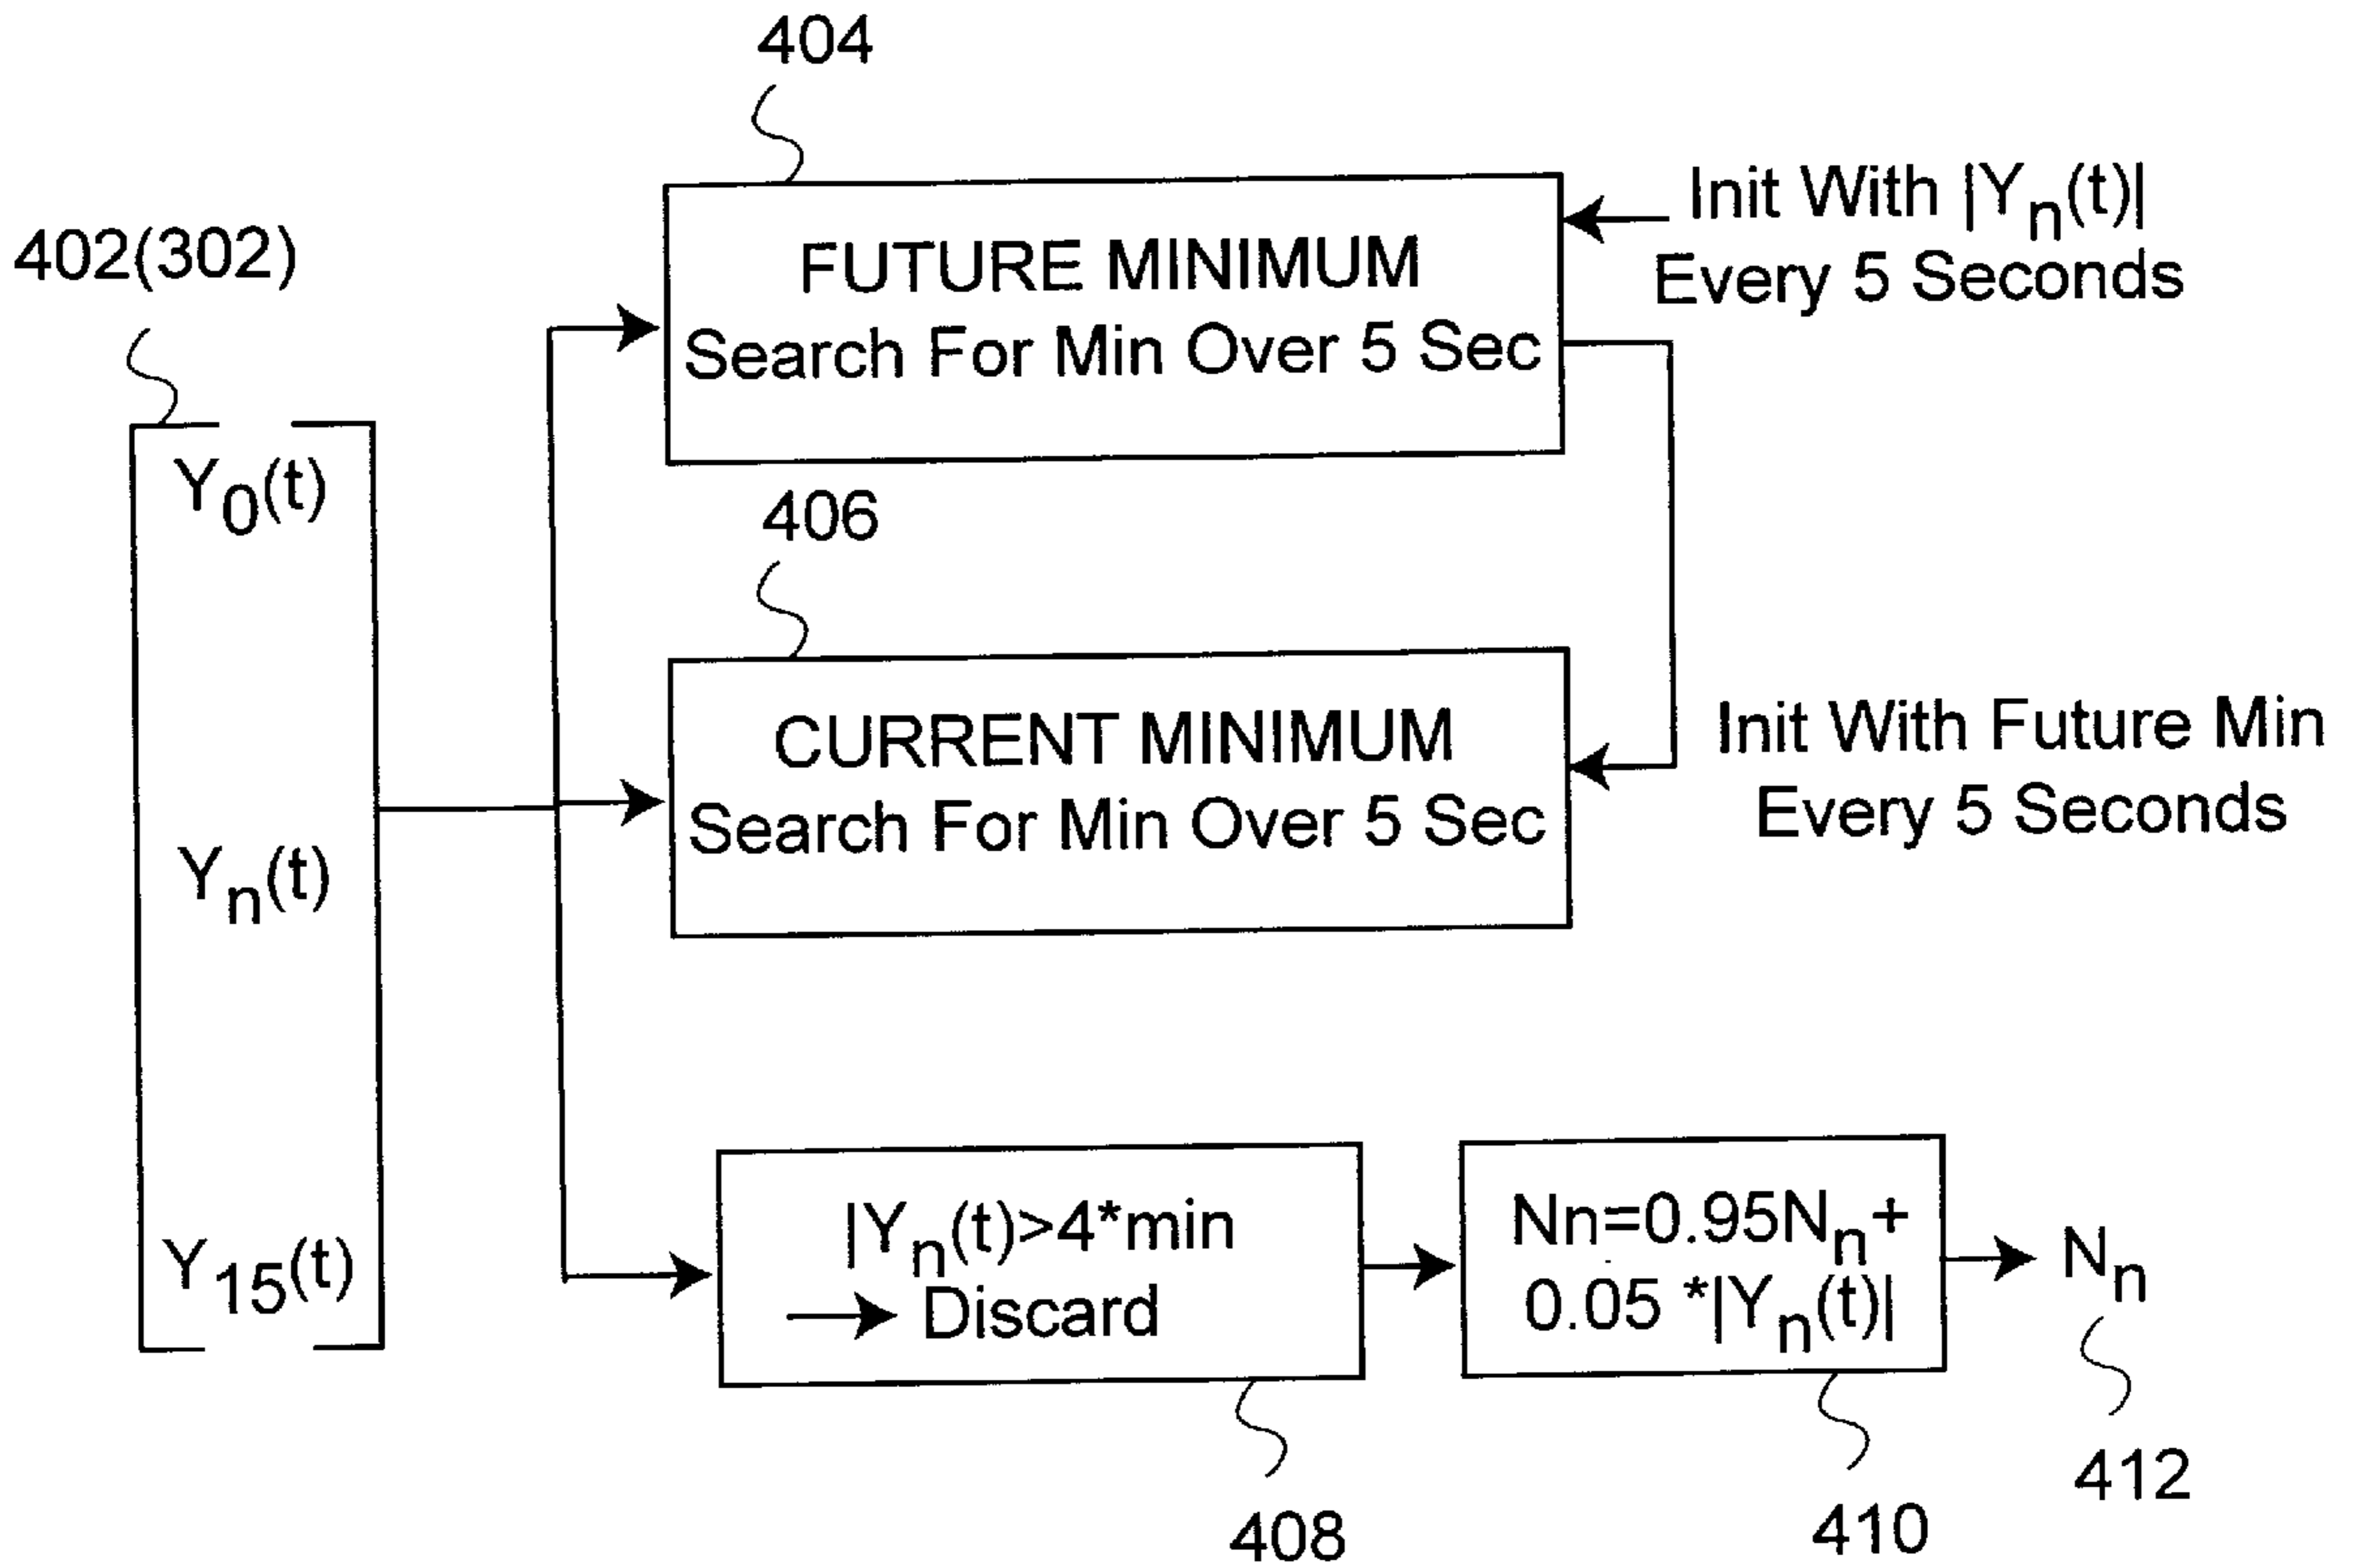 404
402(302)
Init With |Yn(t)|
Every 5 Seconds
FUTURE MINIMUM
Search For Min Over 5 Sec
Y0(t)
Yn(t)
Y15(t)
406
CURRENT MINIMUM
Search For Min Over 5 Sec
Init With Future Min
Every 5 Seconds
|Yn(t)>4*min
→ Discard
Nn=0.95Nn+
0.05 *|Yn(t)|
Nn
408
410
412